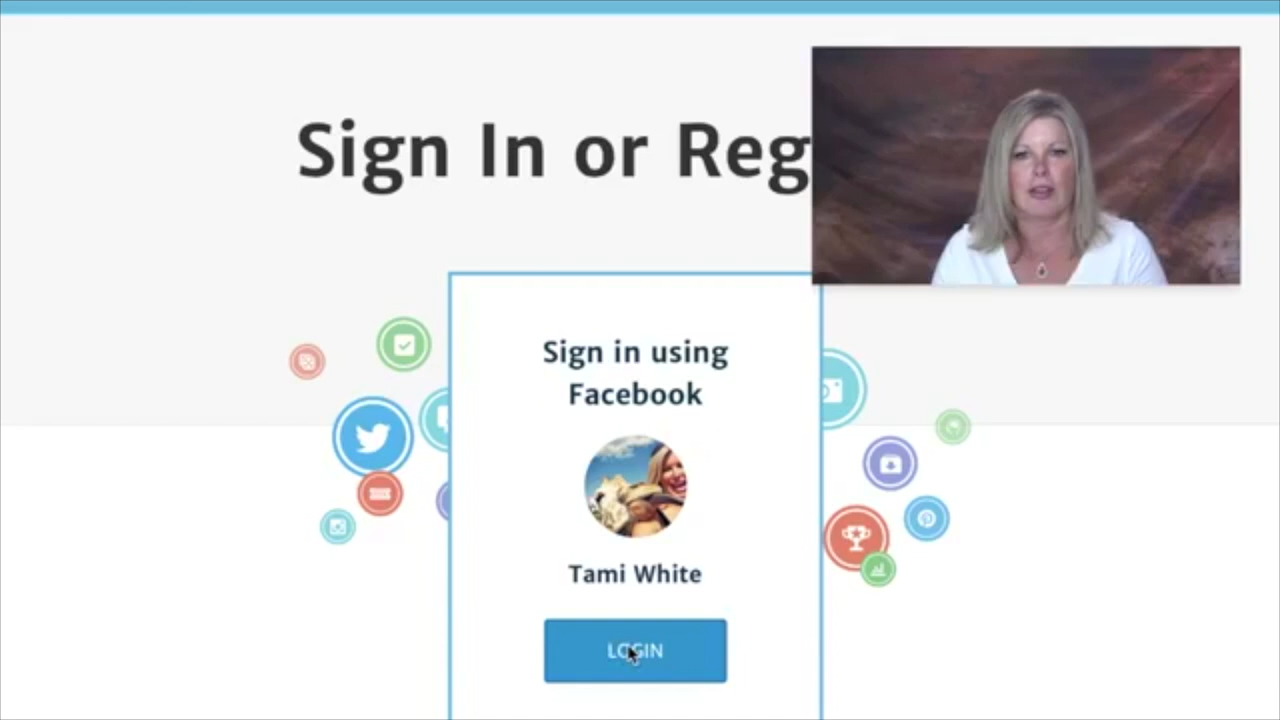 Sign In or Reg
Sign in using
Facebook
Tami White
LOGIN